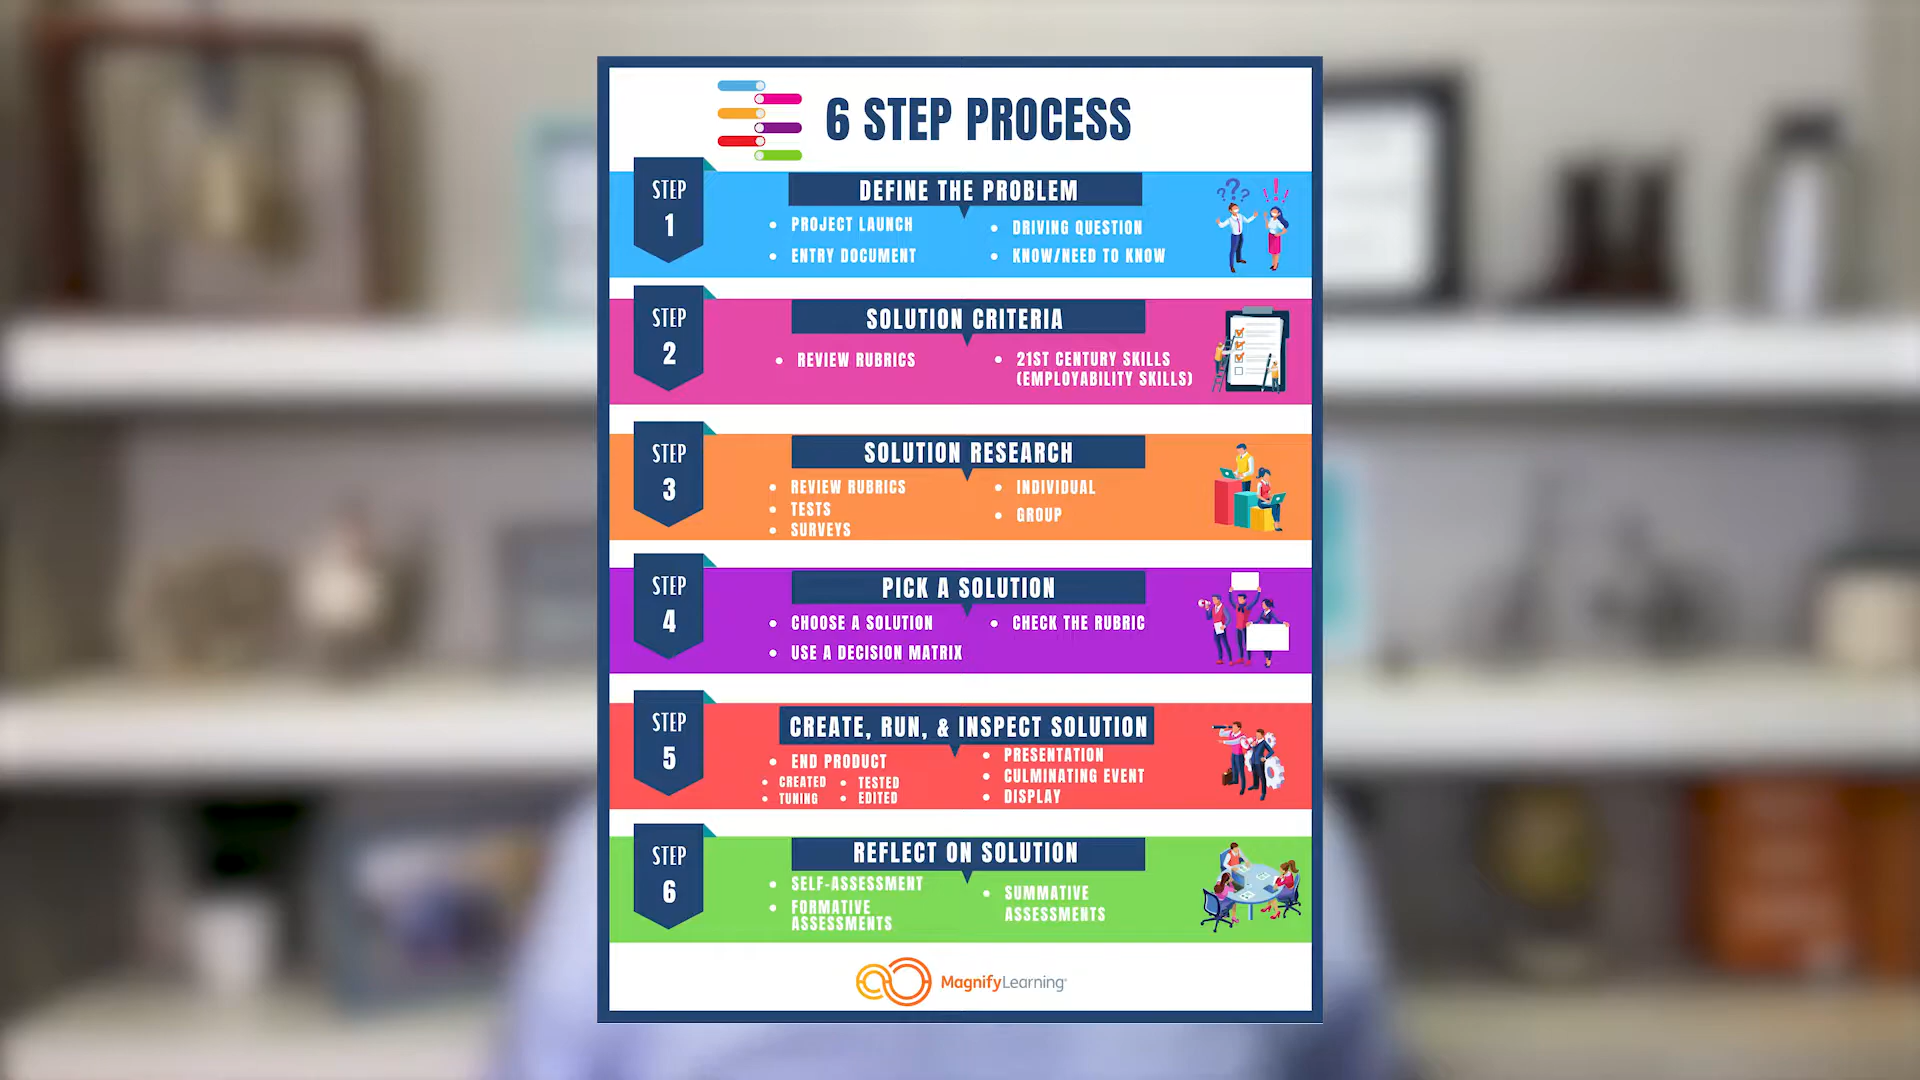 6 STEP PROCESS
STEP
1
DEFINE THE PROBLEM
• PROJECT LAUNCH
• ENTRY DOCUMENT
• DRIVING QUESTION
• KNOW/NEED TO KNOW
STEP
2
SOLUTION CRITERIA
• REVIEW RUBRICS
• 21ST CENTURY SKILLS
(EMPLOYABILITY SKILLS)
STEP
3
SOLUTION RESEARCH
• REVIEW RUBRICS
• TESTS
• SURVEYS
• INDIVIDUAL
• GROUP
STEP
4
PICK A SOLUTION
• CHOOSE A SOLUTION
• USE A DECISION MATRIX
• CHECK THE RUBRIC
STEP
5
CREATE, RUN, & INSPECT SOLUTION
• END PRODUCT
• CREATED • TESTED
• TUNING • EDITED
• PRESENTATION
• CULMINATING EVENT
• DISPLAY
STEP
6
REFLECT ON SOLUTION
• SELF-ASSESSMENT
• FORMATIVE
ASSESSMENTS
• SUMMATIVE
ASSESSMENTS
MagnifyLearning